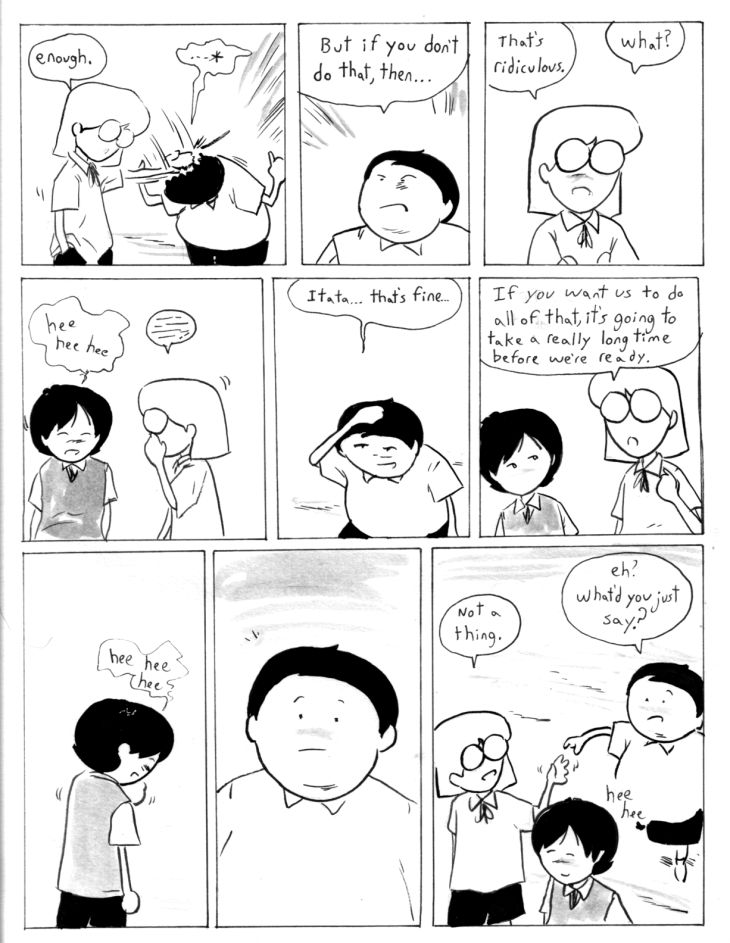 what?
That's
ridiculous.
But if you don't
do that, then...
---*
enough.
If you want us to do
all of that, it's going to
take a really long time
before we're ready.
Itata... that's fine...
hee
hee hee
eh?
What'd you just
say?
Not a
thing.
hee
hee
hee hee
hee